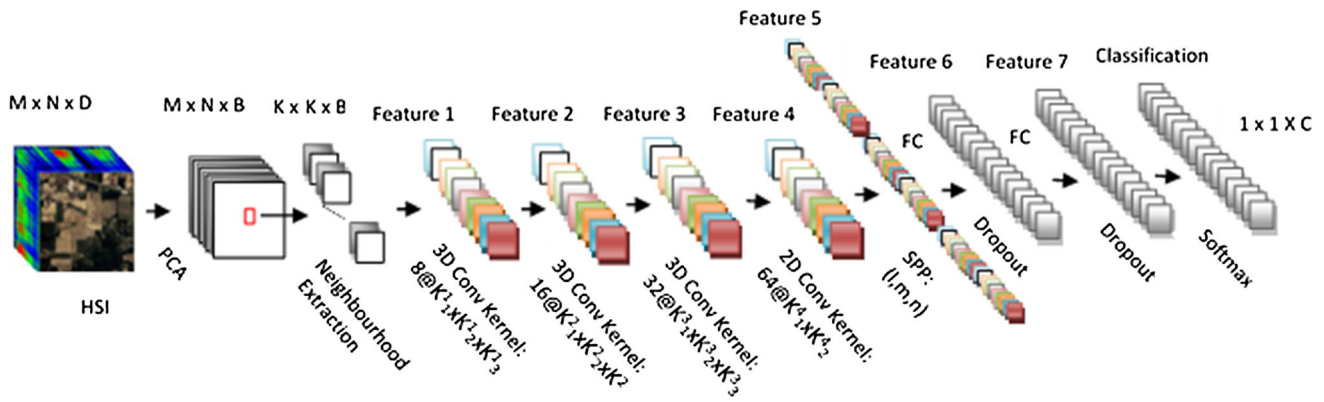 M x N x D
HSI
PCA
M x N x B
K x K x B
Neighbourhood
Extraction
Feature 1
3D Conv Kernel:
8@K¹₁xK¹₂xK¹₃
Feature 2
3D Conv Kernel:
16@K²₁xK²₂xK²
Feature 3
3D Conv Kernel:
32@K³₁xK³₂xK³₃
Feature 4
2D Conv Kernel:
64@K⁴₁xK⁴₂
Feature 5
SPP:
(l,m,n)
Feature 6
FC
Dropout
Feature 7
FC
Dropout
Classification
Softmax
1 x 1 X C